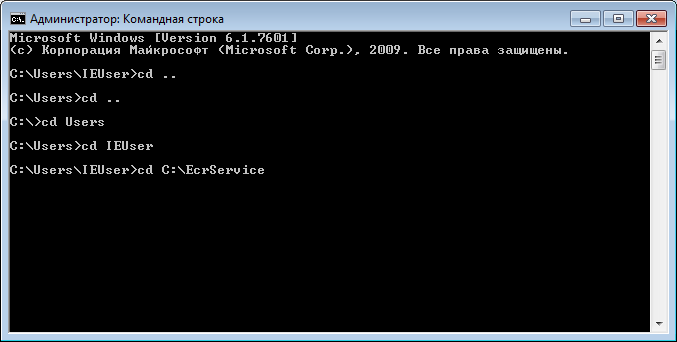 Администратор: Командная строка
Microsoft Windows [Version 6.1.7601]
(c) Корпорация Майкрософт (Microsoft Corp.), 2009. Все права защищены.
C:\Users\IEUser>cd ..
C:\Users>cd ..
C:\>cd Users
C:\Users>cd IEUser
C:\Users\IEUser>cd C:\EcrService